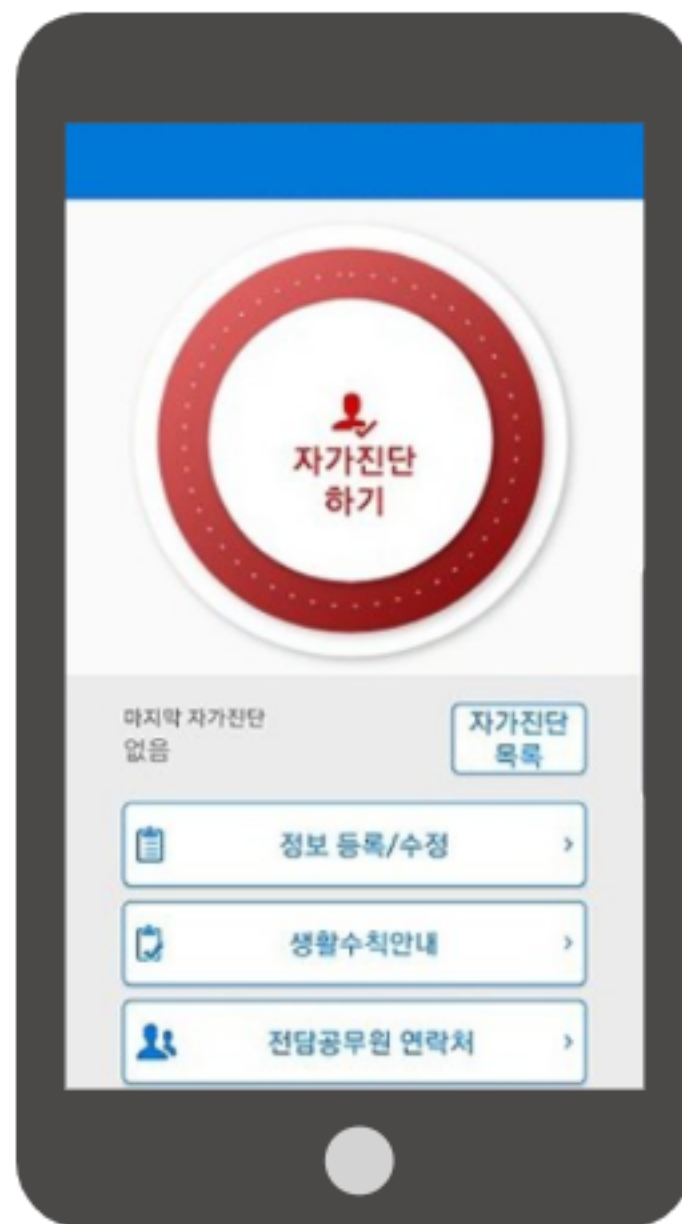 자가진단
하기
마지막 자가진단
없음
자가진단
목록
정보 등록/수정
생활수칙안내
전담공무원 연락처